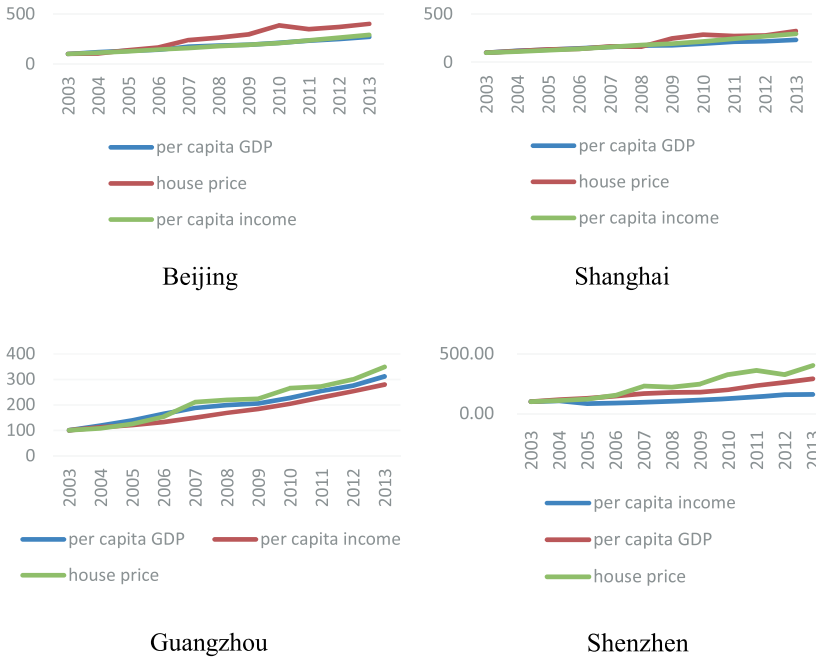 500
0
2003 2004 2005 2006 2007 2008 2009 2010 2011 2012 2013
per capita GDP
house price
per capita income
Beijing
500
0
2003 2004 2005 2006 2007 2008 2009 2010 2011 2012 2013
per capita GDP
house price
per capita income
Shanghai
400
300
200
100
0
2003 2004 2005 2006 2007 2008 2009 2010 2011 2012 2013
per capita GDP per capita income
house price
Guangzhou
500.00
0.00
2003 2004 2005 2006 2007 2008 2009 2010 2011 2012 2013
per capita income
per capita GDP
house price
Shenzhen